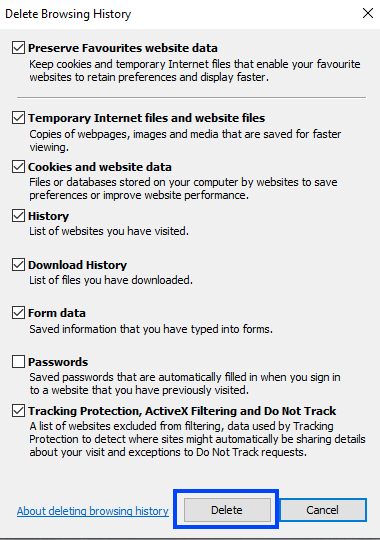 Delete Browsing History
Preserve Favourites website data
Keep cookies and temporary Internet files that enable your favourite
websites to retain preferences and display faster.
Temporary Internet files and website files
Copies of webpages, images and media that are saved for faster
viewing.
Cookies and website data
Files or databases stored on your computer by websites to save
preferences or improve website performance.
History
List of websites you have visited.
Download History
List of files you have downloaded.
Form data
Saved information that you have typed into forms.
Passwords
Saved passwords that are automatically filled in when you sign in
to a website that you have previously visited.
Tracking Protection, ActiveX Filtering and Do Not Track
A list of websites excluded from filtering, data used by Tracking
Protection to detect where sites might automatically be sharing details
about your visit and exceptions to Do Not Track requests.
About deleting browsing history Delete Cancel